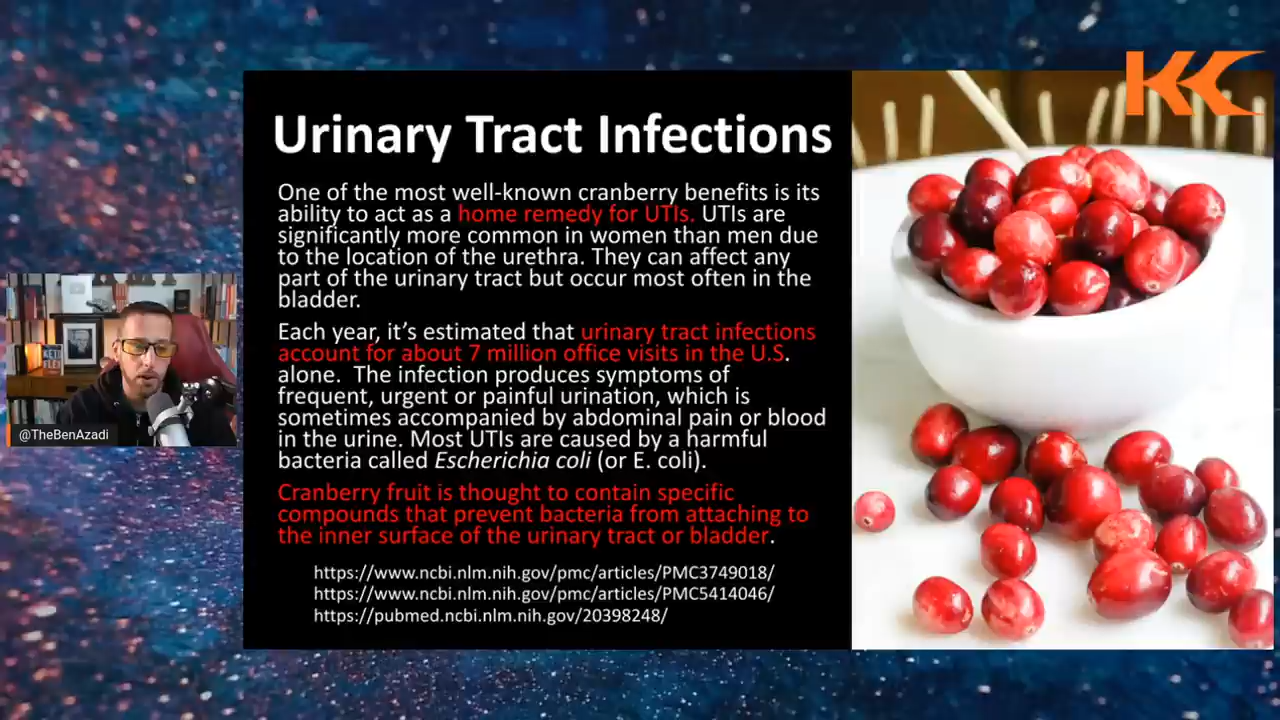 KC
Urinary Tract Infections
One of the most well-known cranberry benefits is its
ability to act as a home remedy for UTIs. UTIs are
significantly more common in women than men due
to the location of the urethra. They can affect any
part of the urinary tract but occur most often in the
bladder.
Each year, it’s estimated that urinary tract infections
account for about 7 million office visits in the U.S.
alone. The infection produces symptoms of
frequent, urgent or painful urination, which is
sometimes accompanied by abdominal pain or blood
in the urine. Most UTIs are caused by a harmful
bacteria called Escherichia coli (or E. coli).
Cranberry fruit is thought to contain specific
compounds that prevent bacteria from attaching to
the inner surface of the urinary tract or bladder.
https://www.ncbi.nlm.nih.gov/pmc/articles/PMC3749018/
https://www.ncbi.nlm.nih.gov/pmc/articles/PMC5414046/
https://pubmed.ncbi.nlm.nih.gov/20398248/
KETO
FLEX
@TheBenAzadi